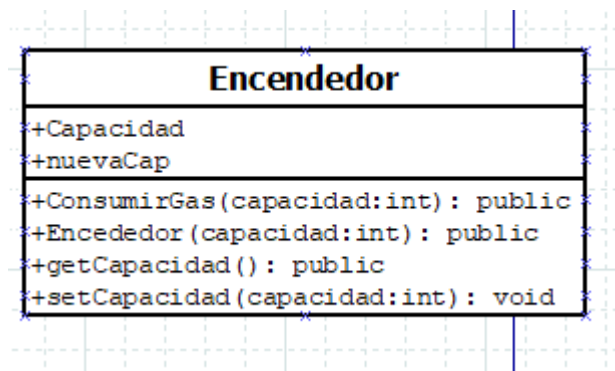 Encendedor
+Capacidad
+nuevaCap
+ConsumirGas(capacidad:int): public
+Encededor(capacidad:int): public
+getCapacidad(): public
+setCapacidad(capacidad:int): void